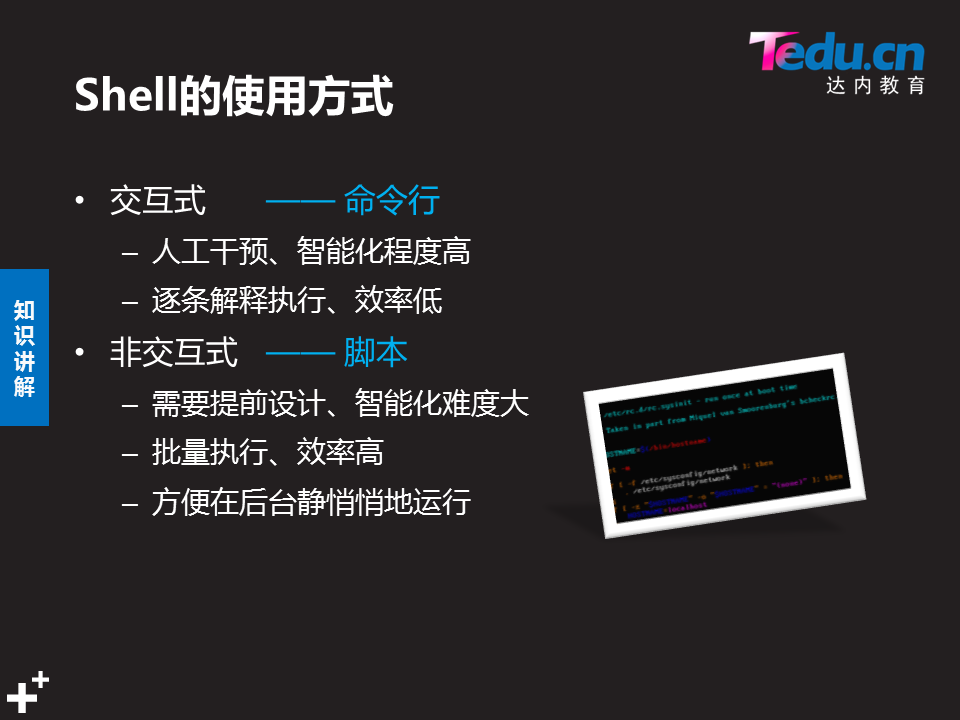 Tedu.cn
达内教育
Shell的使用方式
• 交互式 —— 命令行
– 人工干预、智能化程度高
– 逐条解释执行、效率低
• 非交互式 —— 脚本
– 需要提前设计、智能化难度大
– 批量执行、效率高
– 方便在后台静悄悄地运行
知识讲解
/etc/rc.d/rc.sysinit - run once at boot time
Taken in part from Miquel van Smoorenburg's bcheckrc
/bin/hostname
[ -f /etc/sysconfig/network ]; then
. /etc/sysconfig/network
"(none)" ]; then
localhost